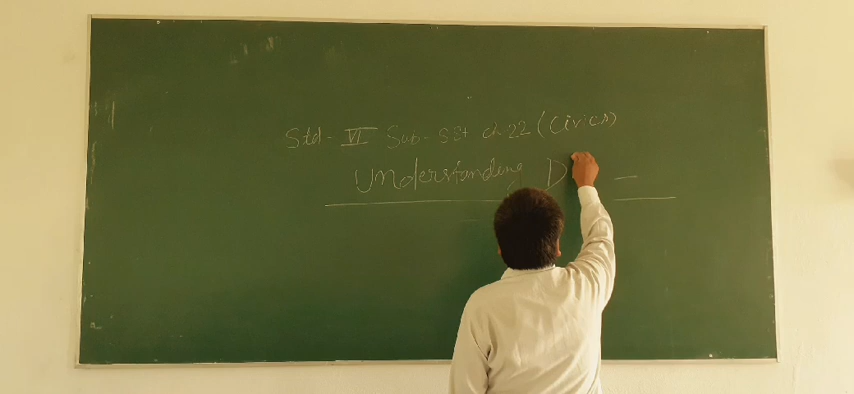 Std - VI Sub - SST Ch-22 (Civics)
Understanding D